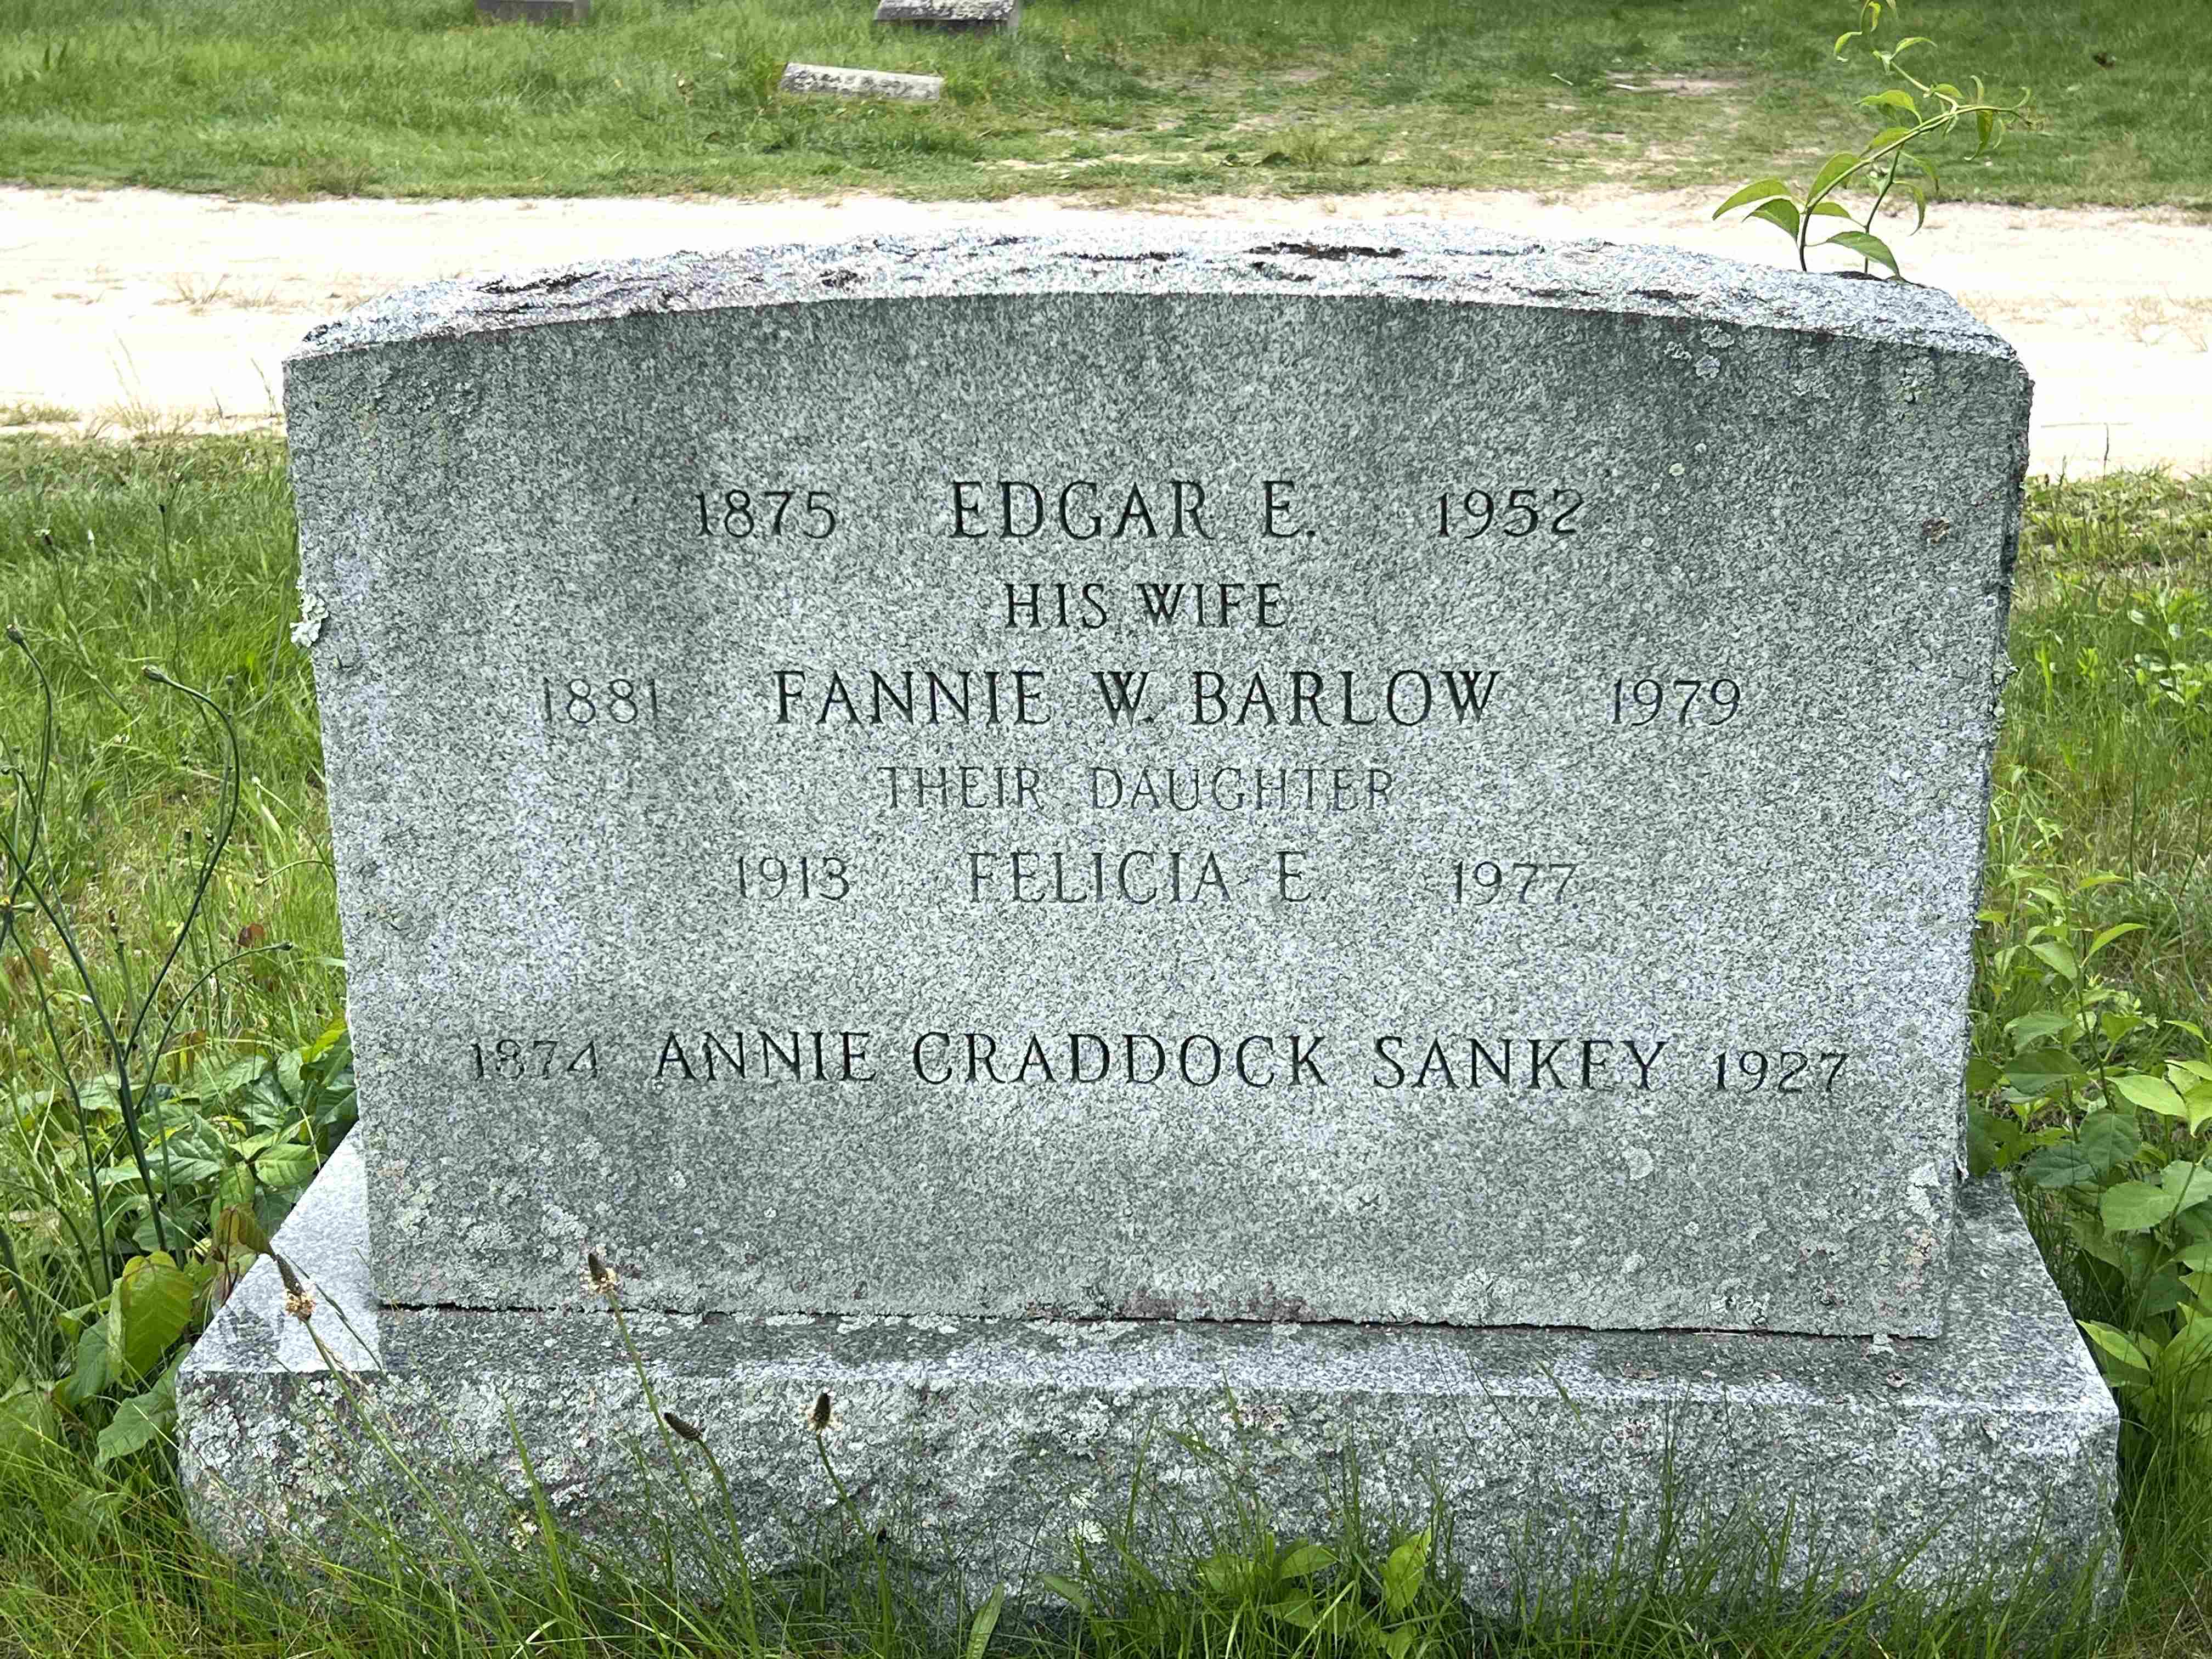 1875 EDGAR E. 1952
HIS WIFE
1881 FANNIE W. BARLOW 1979
THEIR DAUGHTER
1913 FELICIA E. 1977
1874 ANNIE CRADDOCK SANKEY 1927